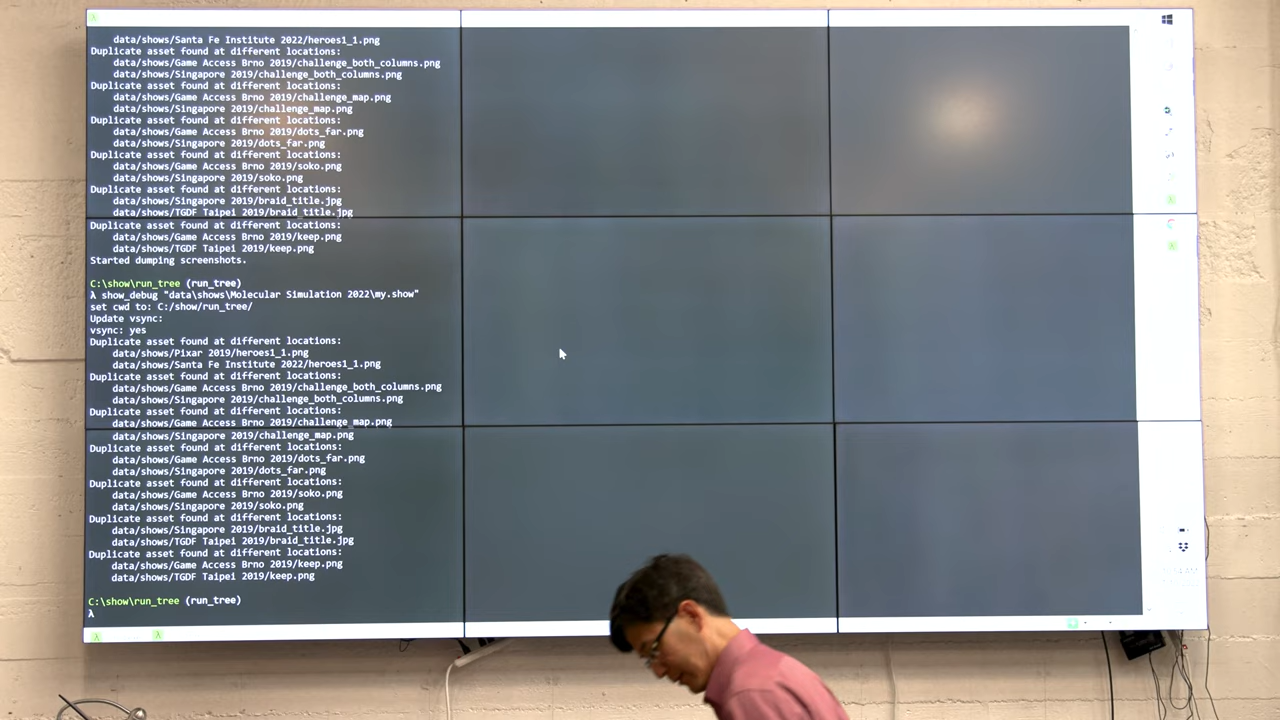 data/shows/Santa Fe Institute 2022/heroes1_1.png
Duplicate asset found at different locations:
data/shows/Game Access Brno 2019/challenge_both_columns.png
data/shows/Singapore 2019/challenge_both_columns.png
Duplicate asset found at different locations:
data/shows/Game Access Brno 2019/challenge_map.png
data/shows/Singapore 2019/challenge_map.png
Duplicate asset found at different locations:
data/shows/Game Access Brno 2019/dots_far.png
data/shows/Singapore 2019/dots_far.png
Duplicate asset found at different locations:
data/shows/Game Access Brno 2019/soko.png
data/shows/Singapore 2019/soko.png
Duplicate asset found at different locations:
data/shows/Singapore 2019/braid_title.jpg
data/shows/TGDF Taipei 2019/braid_title.jpg
Duplicate asset found at different locations:
data/shows/Game Access Brno 2019/keep.png
data/shows/TGDF Taipei 2019/keep.png
Started dumping screenshots.
C:\show\run_tree (run_tree)
λ show_debug "data\shows\Molecular Simulation 2022\my.show"
set cwd to: C:/show/run_tree/
Update vsync:
vsync: yes
Duplicate asset found at different locations:
data/shows/Pixar 2019/heroes1_1.png
data/shows/Santa Fe Institute 2022/heroes1_1.png
Duplicate asset found at different locations:
data/shows/Game Access Brno 2019/challenge_both_columns.png
data/shows/Singapore 2019/challenge_both_columns.png
Duplicate asset found at different locations:
data/shows/Game Access Brno 2019/challenge_map.png
data/shows/Singapore 2019/challenge_map.png
Duplicate asset found at different locations:
data/shows/Game Access Brno 2019/dots_far.png
data/shows/Singapore 2019/dots_far.png
Duplicate asset found at different locations:
data/shows/Game Access Brno 2019/soko.png
data/shows/Singapore 2019/soko.png
Duplicate asset found at different locations:
data/shows/Singapore 2019/braid_title.jpg
data/shows/TGDF Taipei 2019/braid_title.jpg
Duplicate asset found at different locations:
data/shows/Game Access Brno 2019/keep.png
data/shows/TGDF Taipei 2019/keep.png
C:\show\run_tree (run_tree)
λ